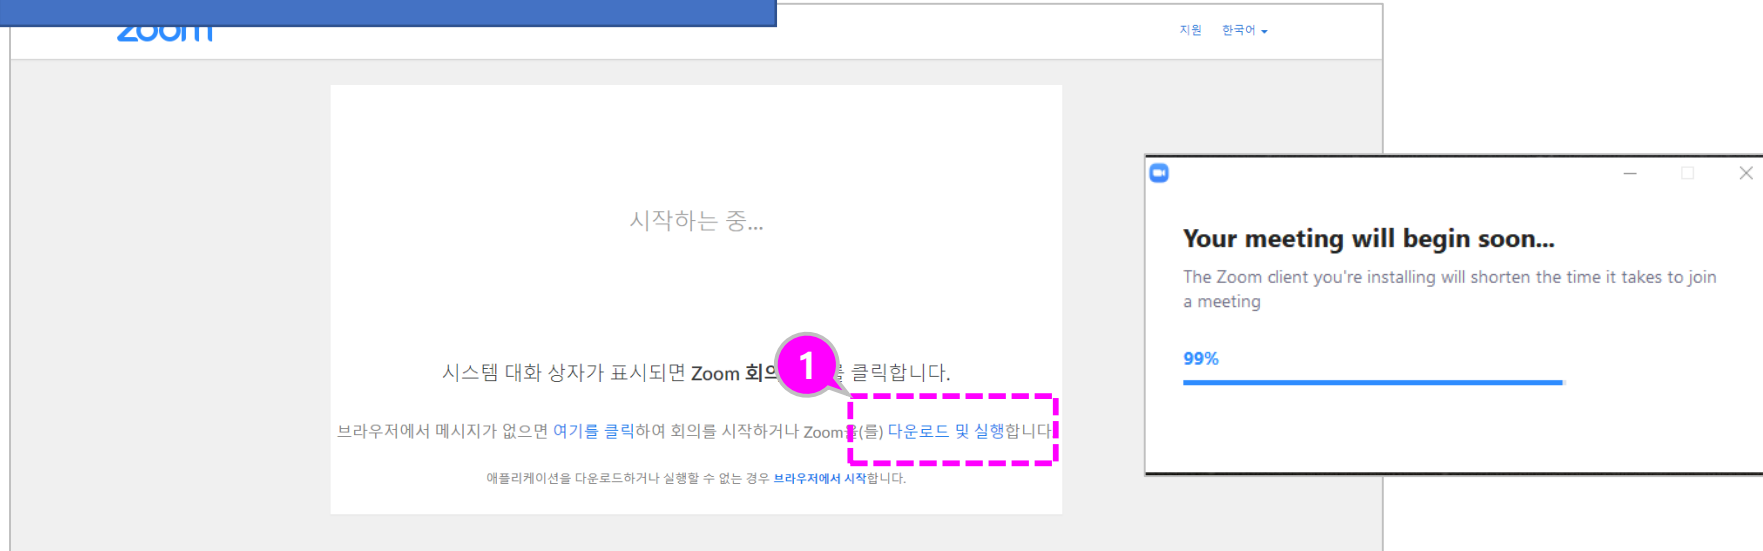 zoom
지원 한국어
시작하는 중...
시스템 대화 상자가 표시되면 Zoom 회의 클릭합니다.
1
브라우저에서 메시지가 없으면 여기를 클릭하여 회의를 시작하거나 Zoom을(를) 다운로드 및 실행합니다
애플리케이션을 다운로드하거나 실행할 수 없는 경우 브라우저에서 시작합니다.
Your meeting will begin soon...
The Zoom client you're installing will shorten the time it takes to join
a meeting
99%